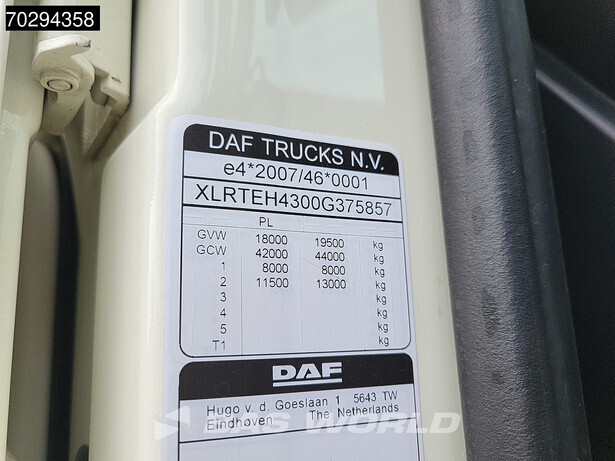 70294358
DAF TRUCKS N.V.
e4*2007/46*0001
XLRTEH4300G375857
PL
GVW 18000 19500 kg
GCW 42000 44000 kg
1 8000 8000 kg
2 11500 13000 kg
3 kg
4 kg
5 kg
T1 kg
DAF
Hugo v. d. Goeslaan 1 5643 TW
Eindhoven The Netherlands
BAS WORLD